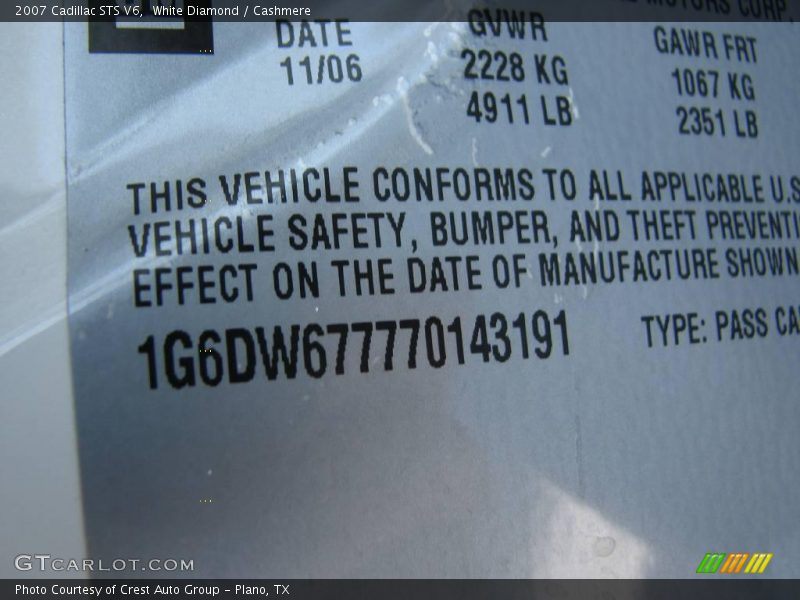 2007 Cadillac STS V6,  White Diamond / Cashmere
MOTORS CORP.
DATE GVWR GAWR FRT
11/06 2228 KG 1067 KG
4911 LB 2351 LB
THIS VEHICLE CONFORMS TO ALL APPLICABLE U.S
VEHICLE SAFETY, BUMPER, AND THEFT PREVENTI
EFFECT ON THE DATE OF MANUFACTURE SHOWN
1G6DW677770143191 TYPE: PASS CA
GTCARLOT.COM
Photo Courtesy of Crest Auto Group - Plano, TX